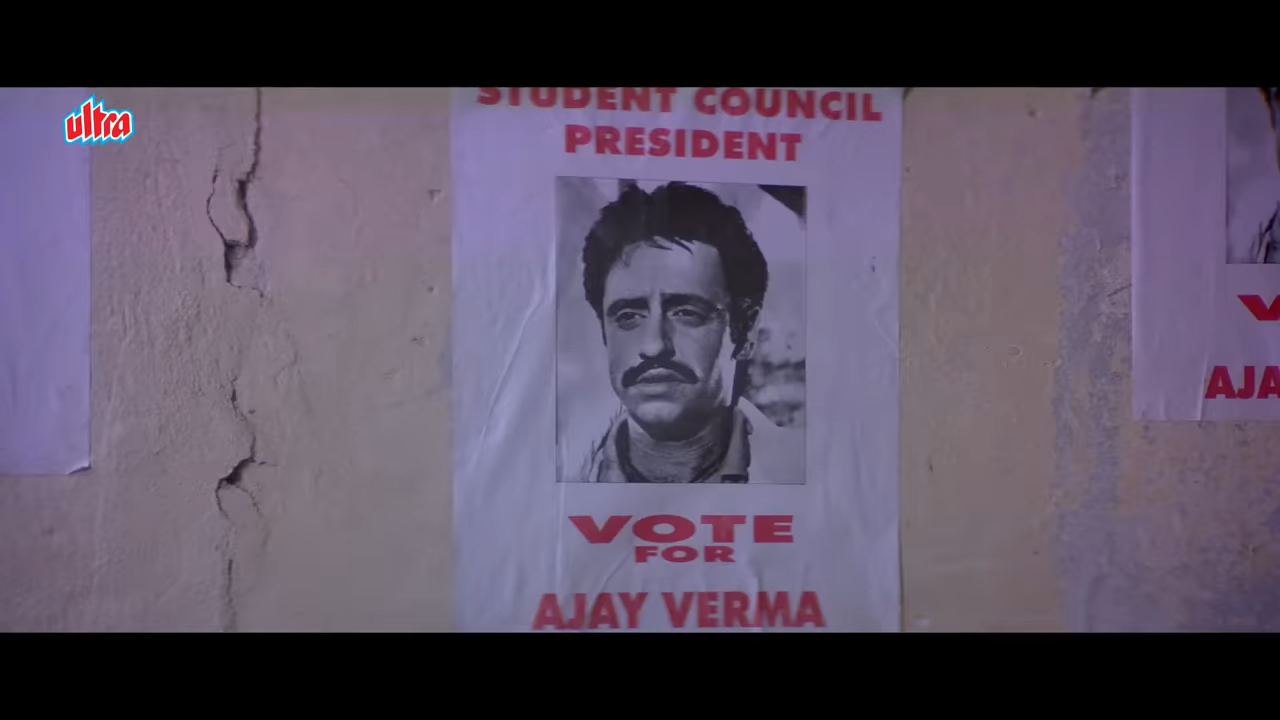 ultra
STUDENT COUNCIL
PRESIDENT
VOTE
FOR
AJAY VERMA